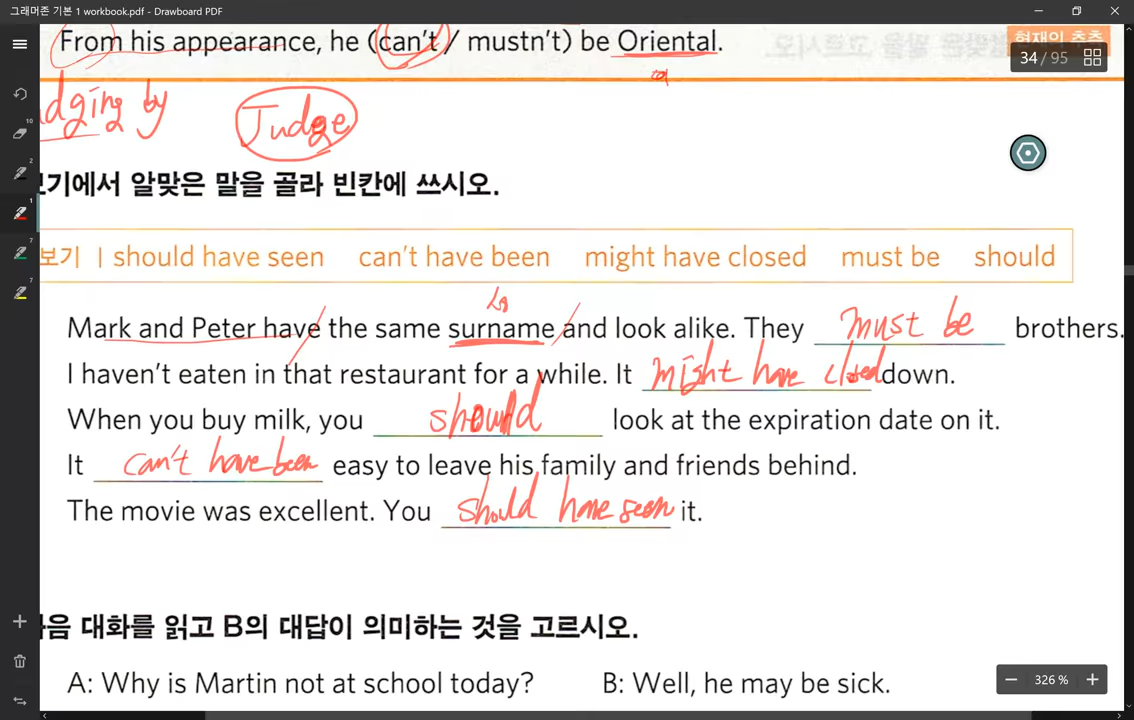 그래머존 기본 1 workbook.pdf - Drawboard PDF
From his appearance, he (can't / mustn't) be Oriental.
34 / 95
dging by Judge
보기에서 알맞은 말을 골라 빈칸에 쓰시오.
보기 | should have seen can't have been might have closed must be should
Mark and Peter have the same surname and look alike. They must be brothers.
I haven't eaten in that restaurant for a while. It might have closed down.
When you buy milk, you should look at the expiration date on it.
It can't have been easy to leave his family and friends behind.
The movie was excellent. You should have seen it.
다음 대화를 읽고 B의 대답이 의미하는 것을 고르시오.
A: Why is Martin not at school today? B: Well, he may be sick.
326 %